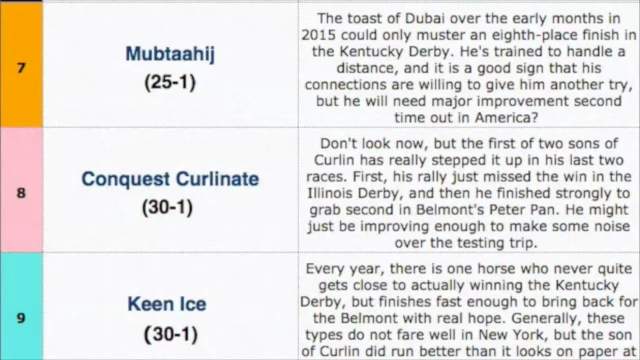 7
Mubtaahij
(25-1)
The toast of Dubai over the early months in
2015 could only muster an eighth-place finish in
the Kentucky Derby. He's trained to handle a
distance, and it is a good sign that his
connections are willing to give him another try,
but he will need major improvement second
time out in America?
8
Conquest Curlinate
(30-1)
Don't look now, but the first of two sons of
Curlin has really stepped it up in his last two
races. First, his rally just missed the win in the
Illinois Derby, and then he finished strongly to
grab second in Belmont's Peter Pan. He might
just be improving enough to make some noise
over the testing trip.
9
Keen Ice
(30-1)
Every year, there is one horse who never quite
gets close to actually winning the Kentucky
Derby, but finishes fast enough to bring back for
the Belmont with real hope. Generally, these
types do not fare well in New York, but the son
of Curlin did run better than it looks on paper at